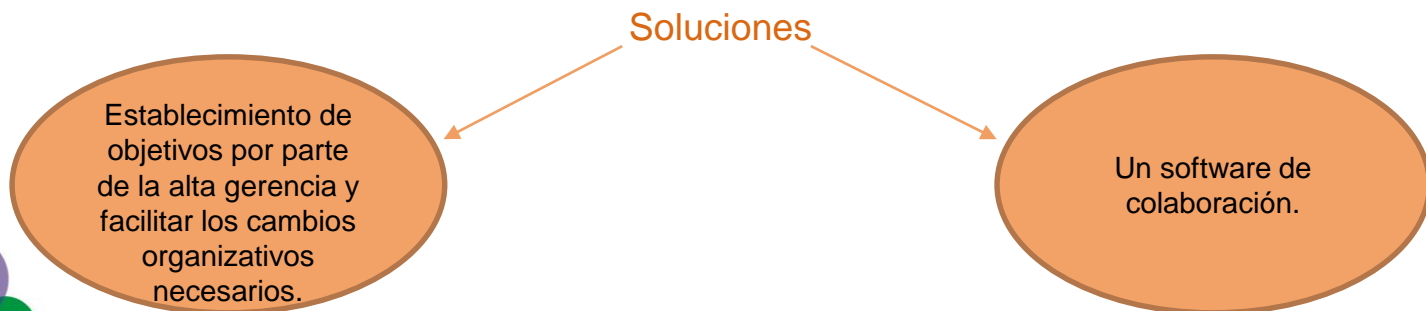 Soluciones
Establecimiento de
objetivos por parte
de la alta gerencia y
facilitar los cambios
organizativos
necesarios.
Un software de
colaboración.